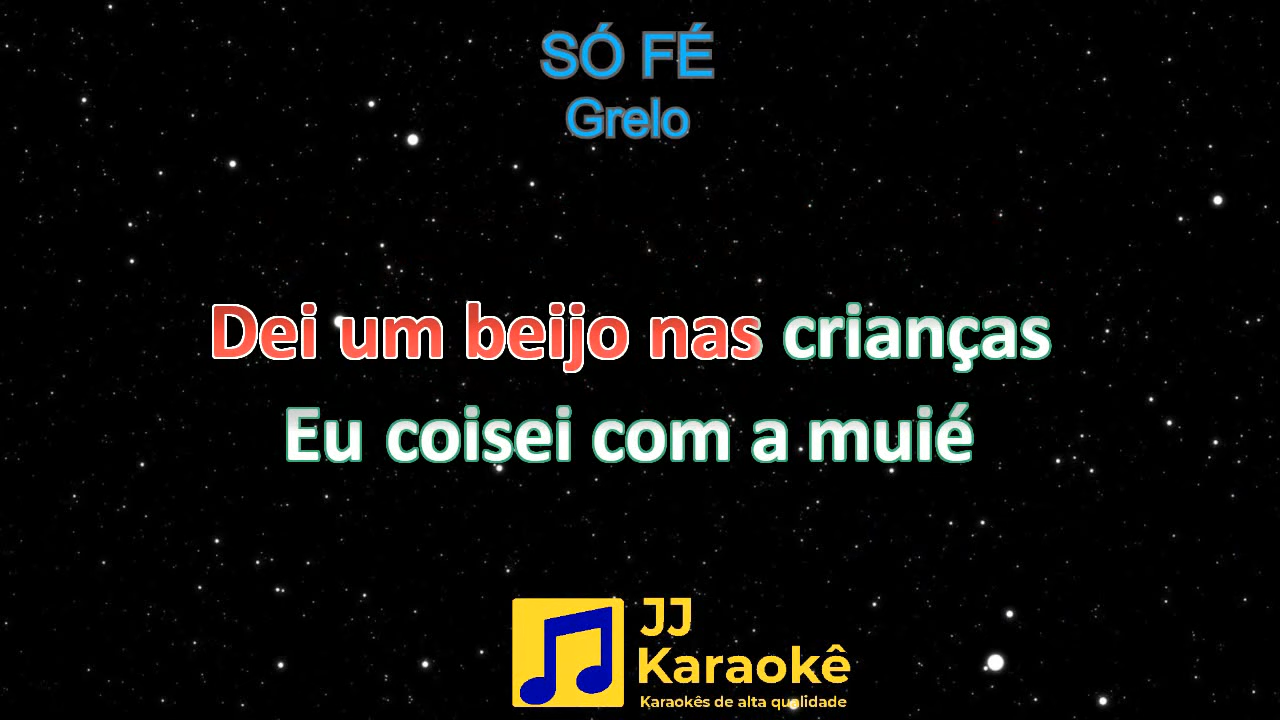 SÓ FÉ
Grelo
Dei um beijo nas crianças
Eu coisei com a muié
JJ
Karaokê
Karaokês de alta qualidade